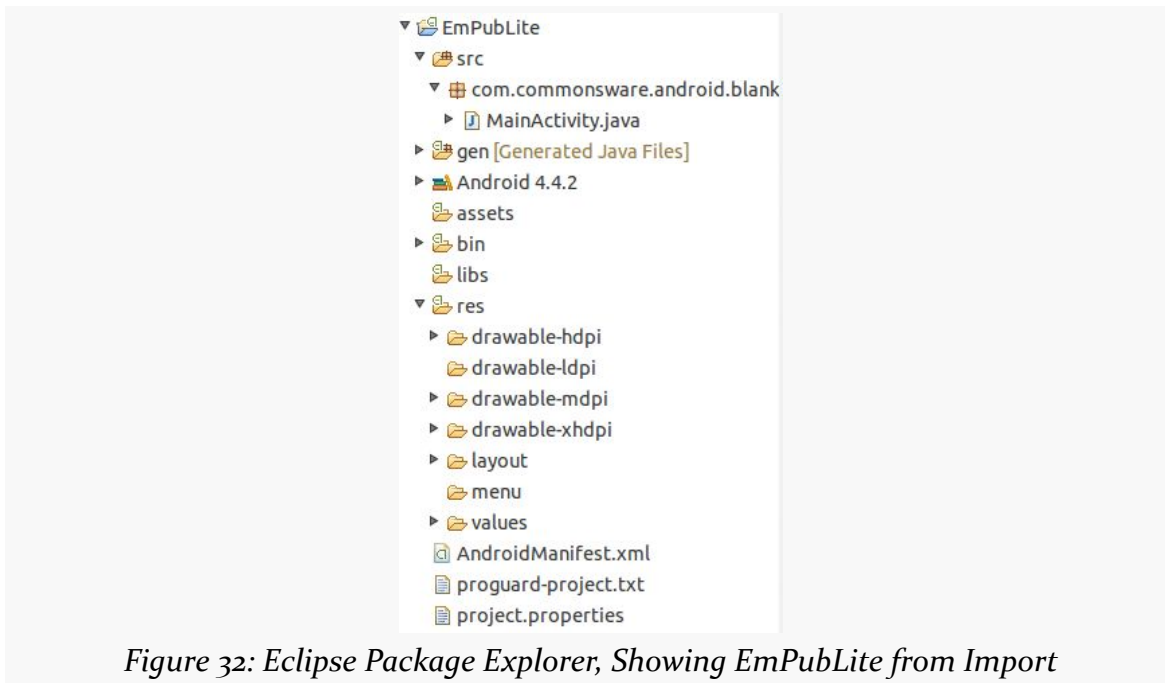 EmPubLite
src
com.commonsware.android.blank
MainActivity.java
gen [Generated Java Files]
Android 4.4.2
assets
bin
libs
res
drawable-hdpi
drawable-ldpi
drawable-mdpi
drawable-xhdpi
layout
menu
values
AndroidManifest.xml
proguard-project.txt
project.properties
Figure 32: Eclipse Package Explorer, Showing EmPubLite from Import